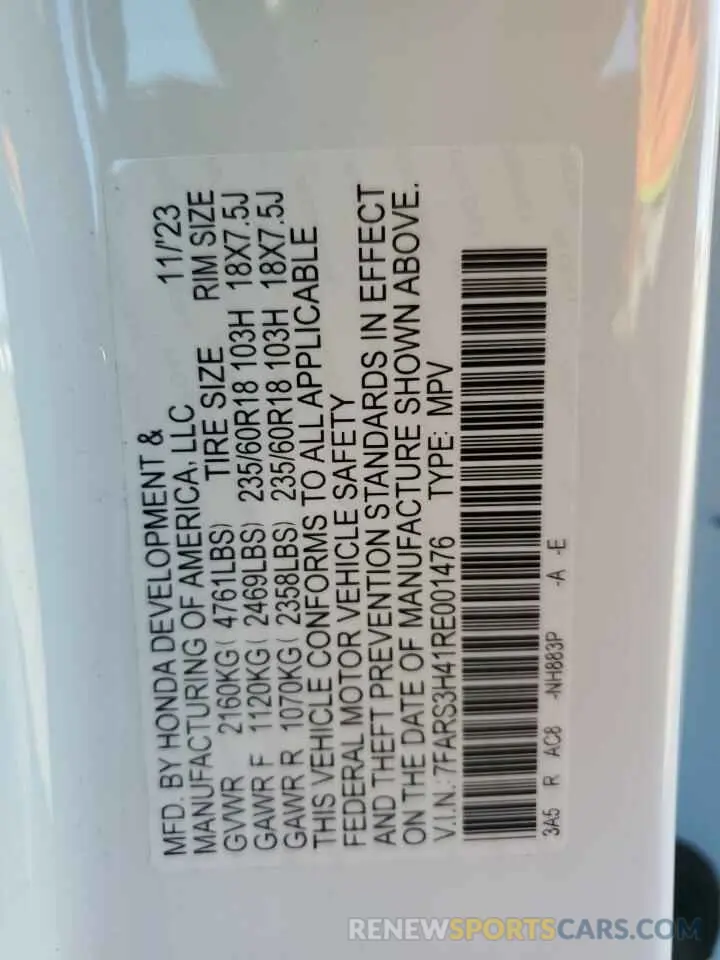 MFD. BY HONDA DEVELOPMENT &
MANUFACTURING OF AMERICA, LLC 11/'23
GVWR 2160KG( 4761LBS) TIRE SIZE RIM SIZE
GAWR F 1120KG( 2469LBS) 235/60R18 103H 18X7.5J
GAWR R 1070KG( 2358LBS) 235/60R18 103H 18X7.5J
THIS VEHICLE CONFORMS TO ALL APPLICABLE
FEDERAL MOTOR VEHICLE SAFETY
AND THEFT PREVENTION STANDARDS IN EFFECT
ON THE DATE OF MANUFACTURE SHOWN ABOVE.
V.I.N.: 7FARS3H41RE001476 TYPE: MPV
3A5 R AC8 -NH883P -A -E
RENEWSPORTSCARS.COM